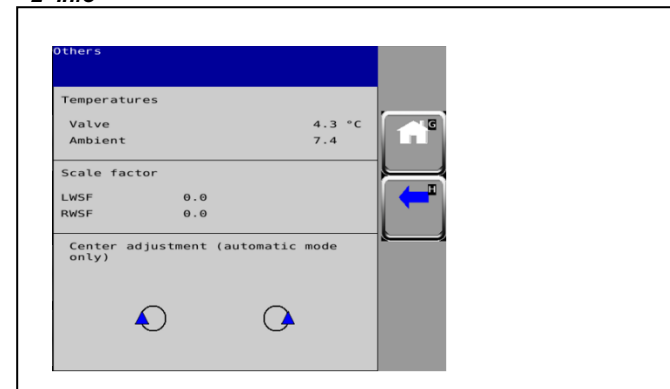 Others
Temperatures
Valve 4.3 °C
Ambient 7.4
G
Scale factor
LWSF 0.0
RWSF 0.0
H
Center adjustment (automatic mode
only)